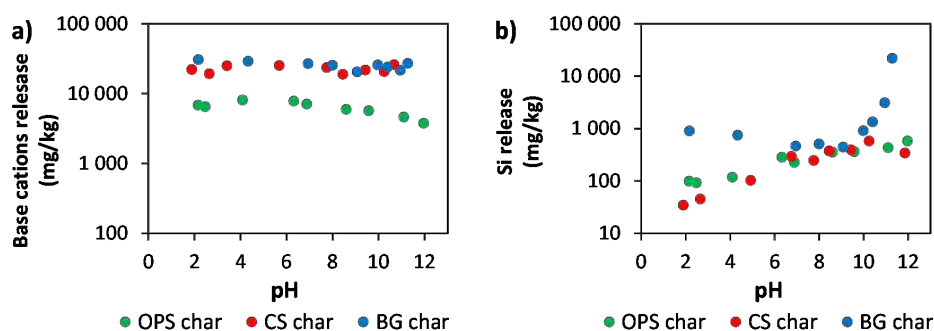 a)
Base cations relesase
(mg/kg)
100 000
10 000
1 000
100
0 2 4 6 8 10 12
pH
OPS char CS char BG char
b)
Si release
(mg/kg)
100 000
10 000
1 000
100
10
0 2 4 6 8 10 12
pH
OPS char CS char BG char